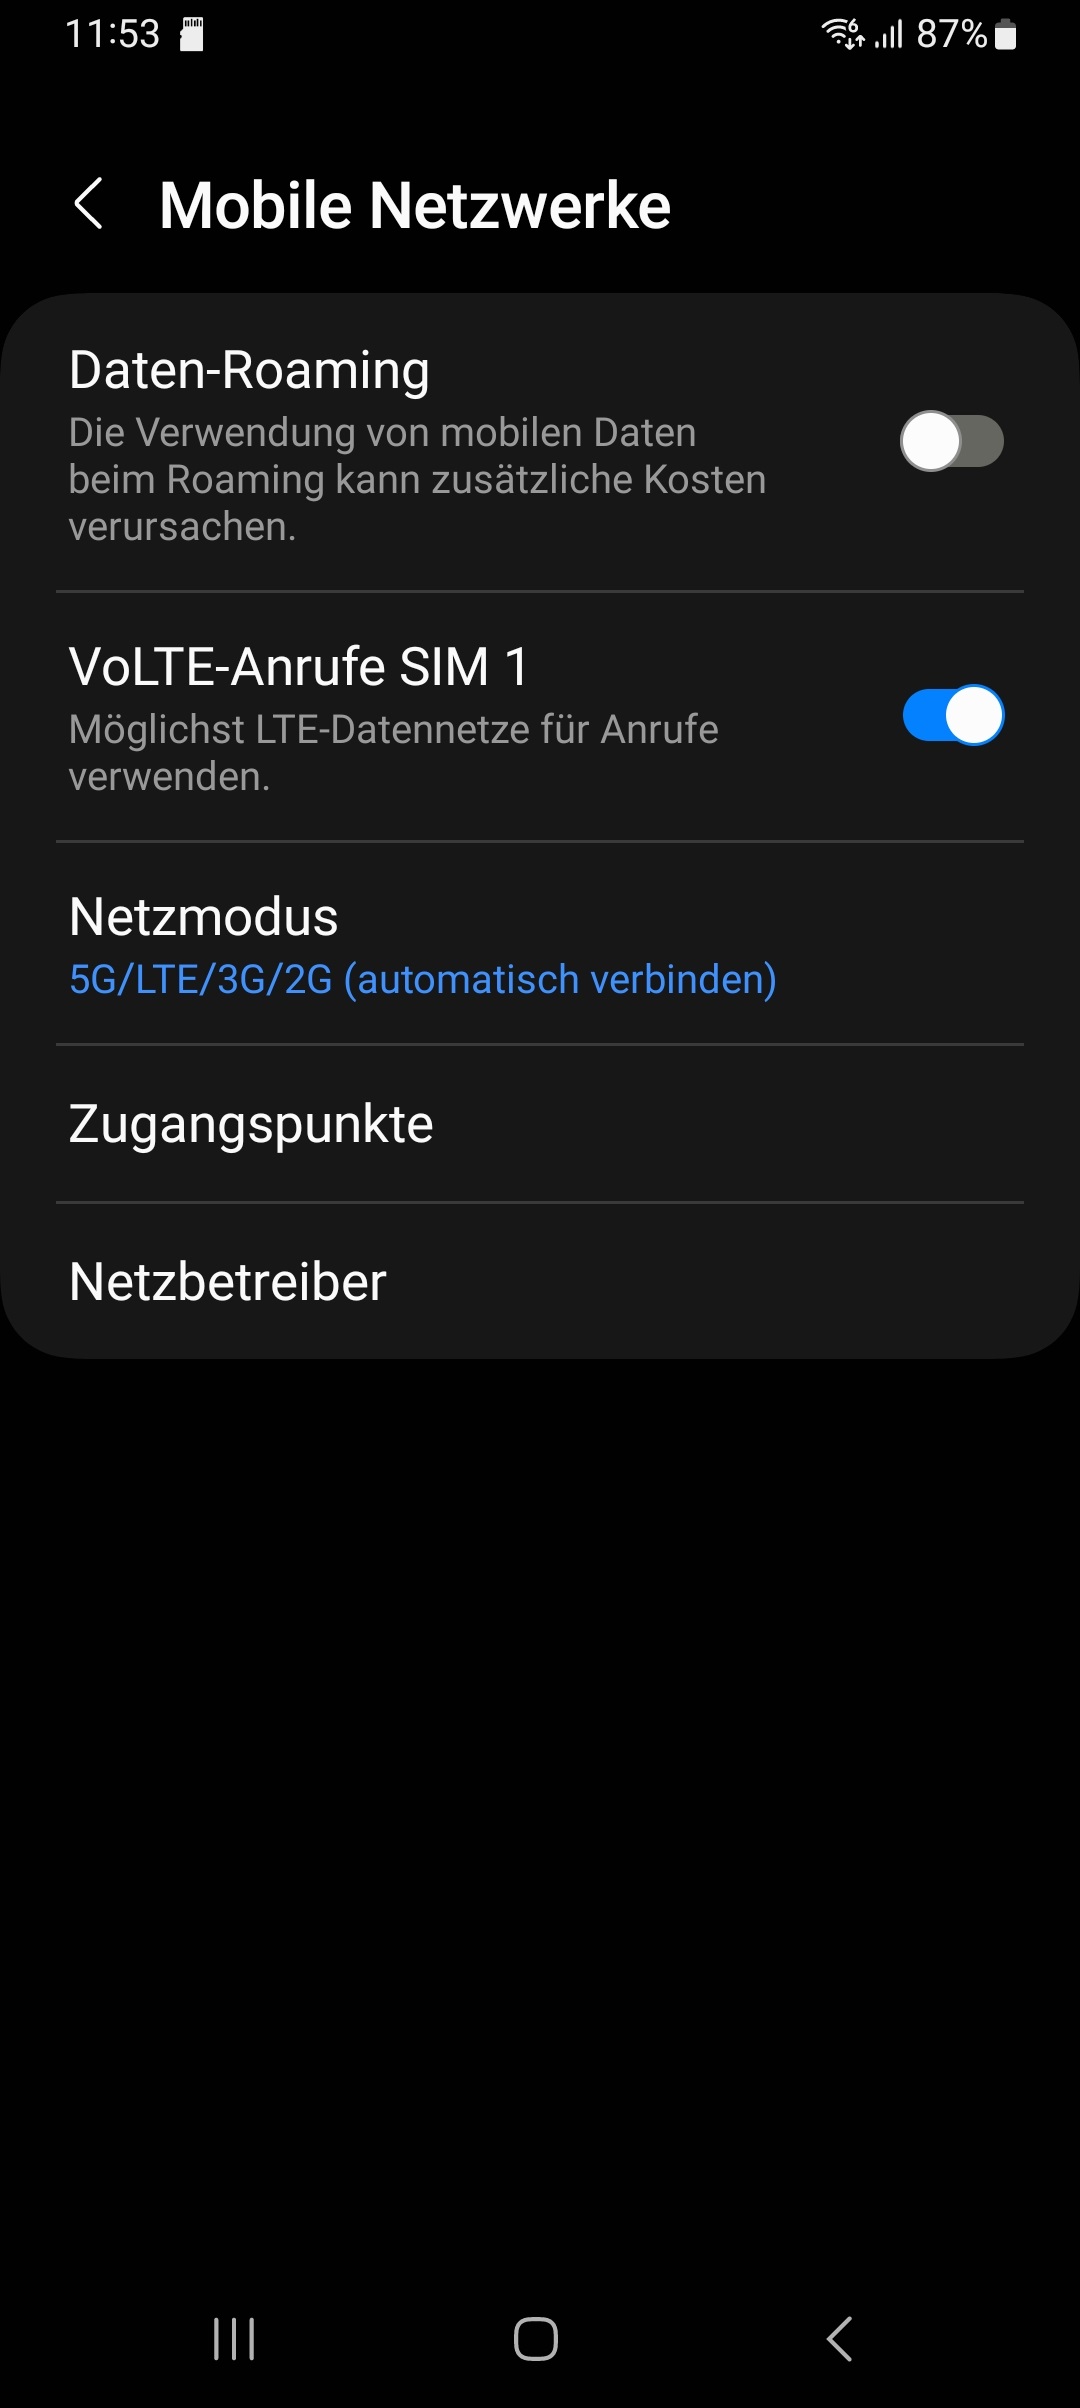 11:53
6 87%
Mobile Netzwerke
Daten-Roaming
Die Verwendung von mobilen Daten
beim Roaming kann zusätzliche Kosten
verursachen.
VoLTE-Anrufe SIM 1
Möglichst LTE-Datennetze für Anrufe
verwenden.
Netzmodus
5G/LTE/3G/2G (automatisch verbinden)
Zugangspunkte
Netzbetreiber